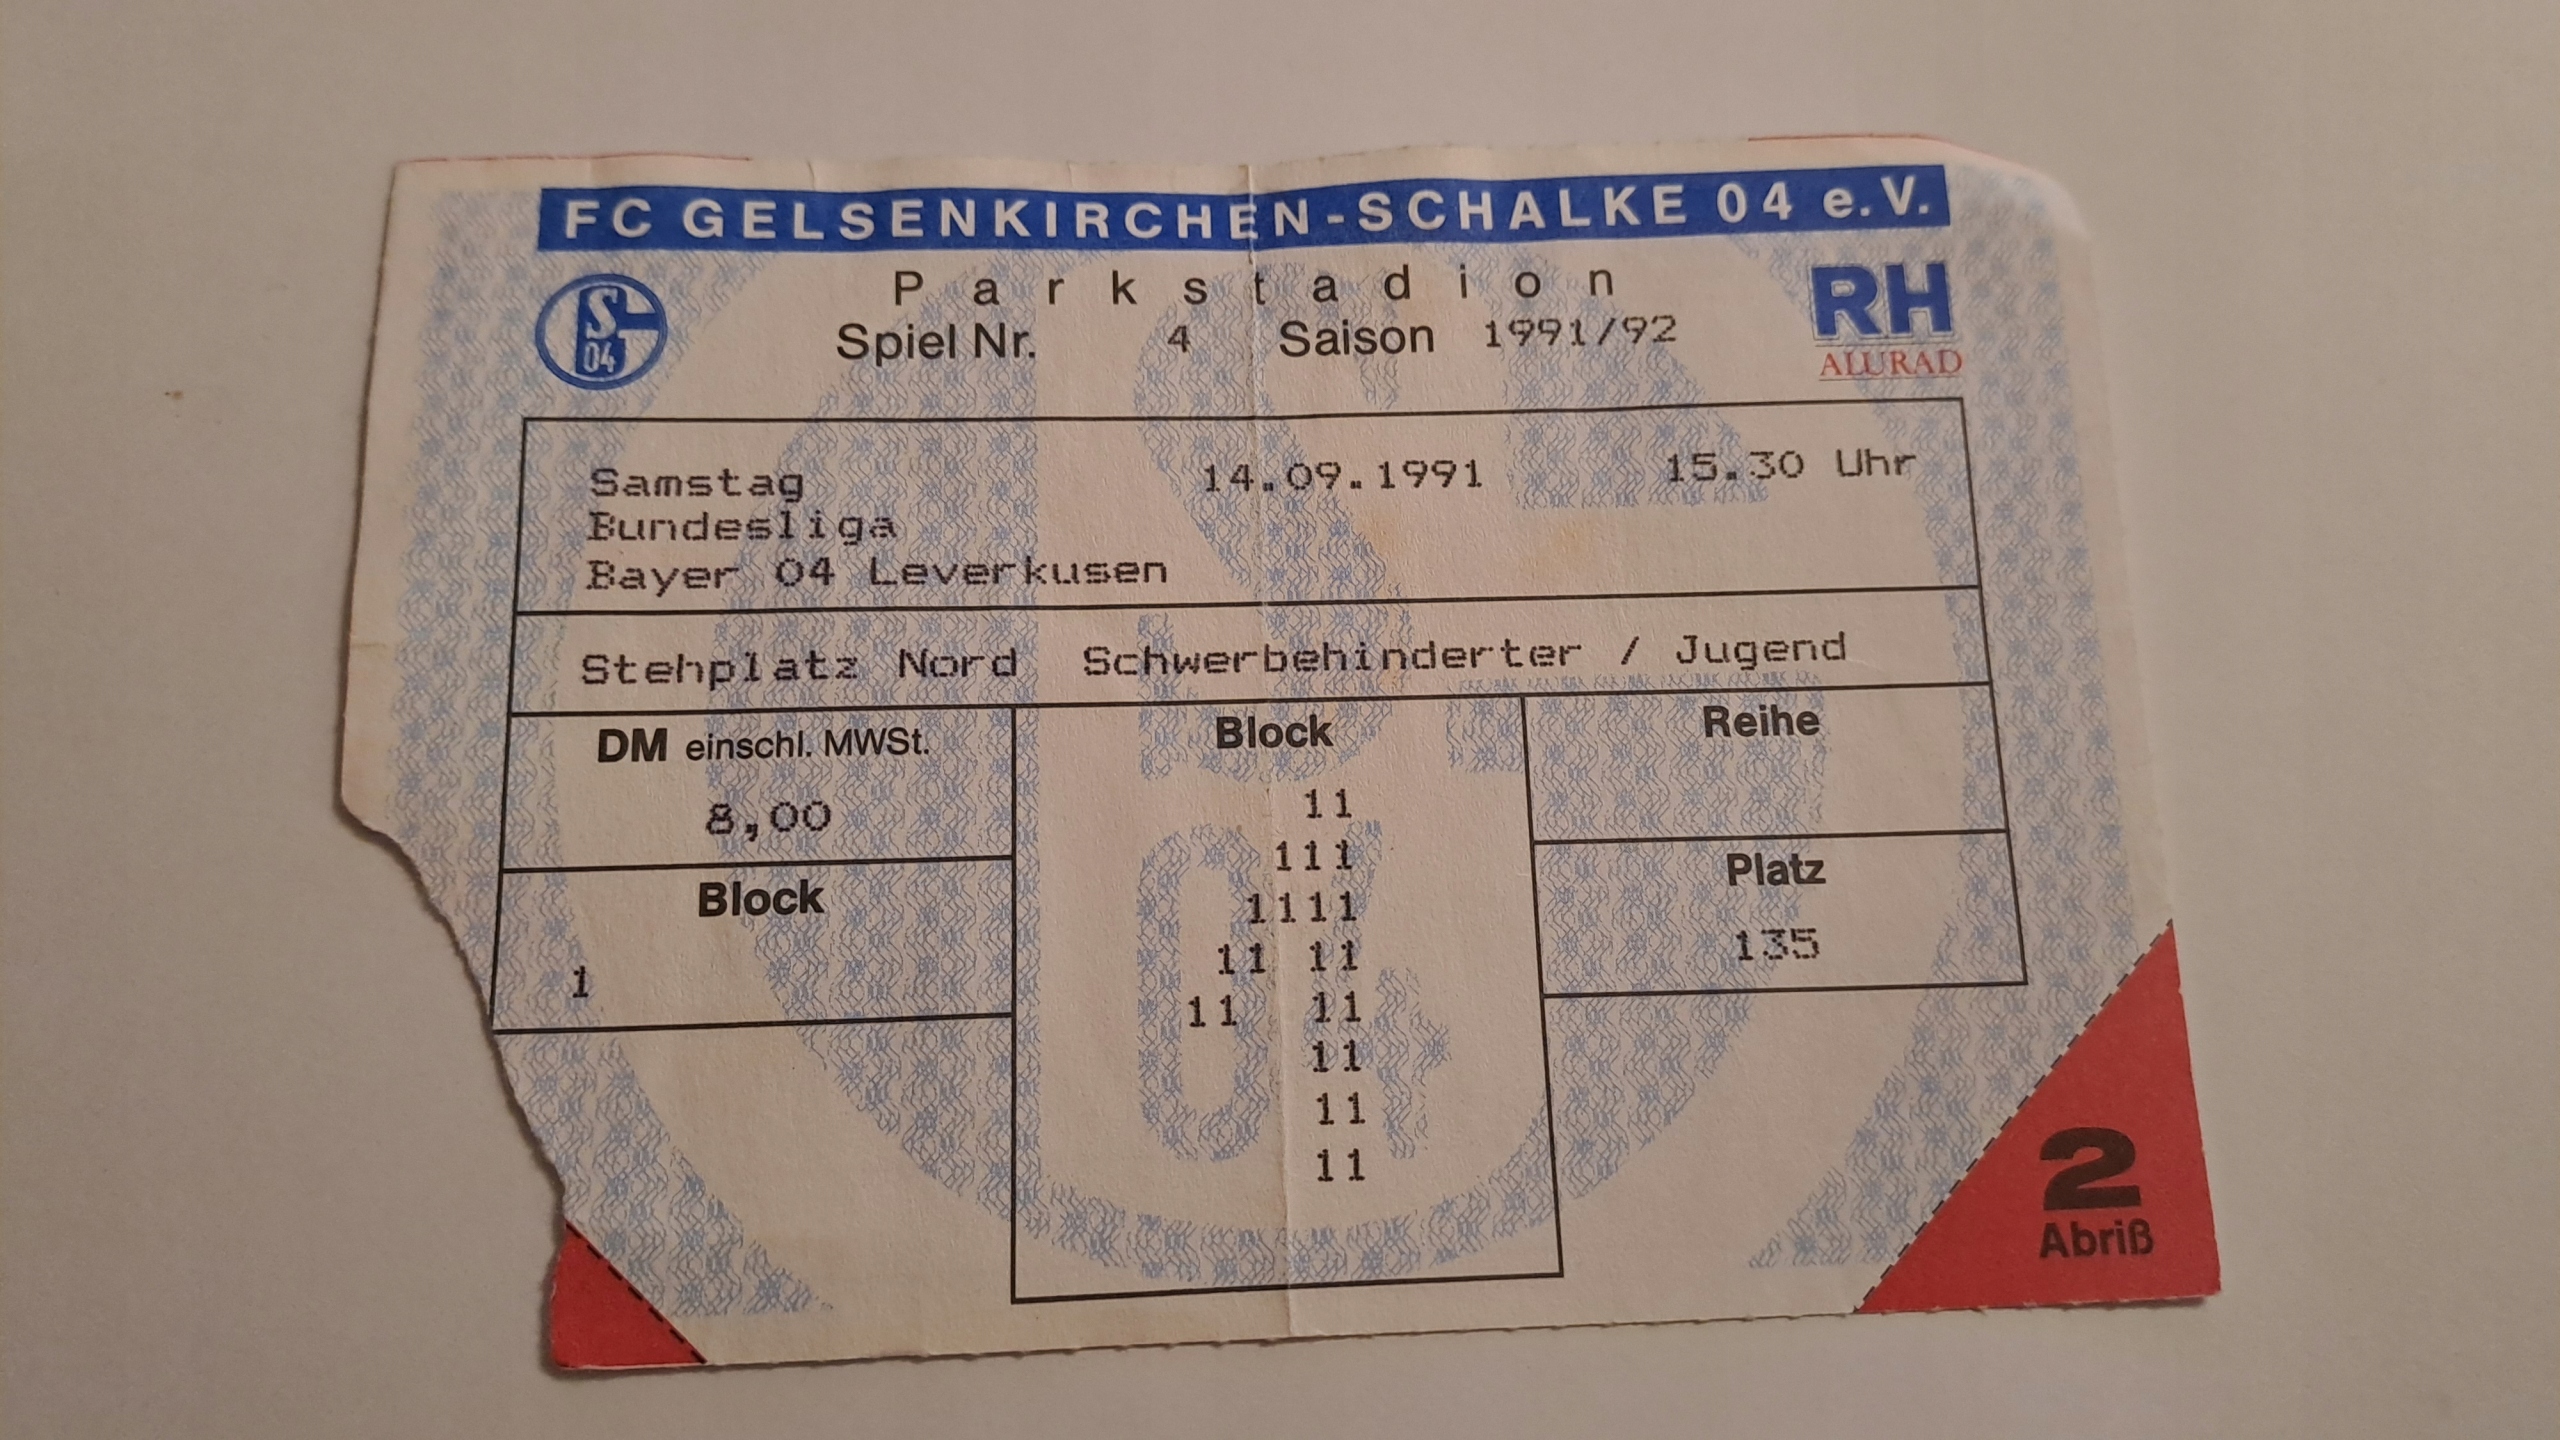 FC GELSENKIRCHEN-SCHALKE 04 e.V.
S
04
Parkstadion
Spiel Nr. 4 Saison 1991/92
RH
ALURAD
Samstag 14.09.1991 15.30 Uhr
Bundesliga
Bayer 04 Leverkusen
Stehplatz Nord Schwerbehinderter / Jugend
DM einschl. MWSt.
8,00
Block
1
Block
11
111
1111
11 11
11 11
11
11
11
Reihe
Platz
135
2
Abriß